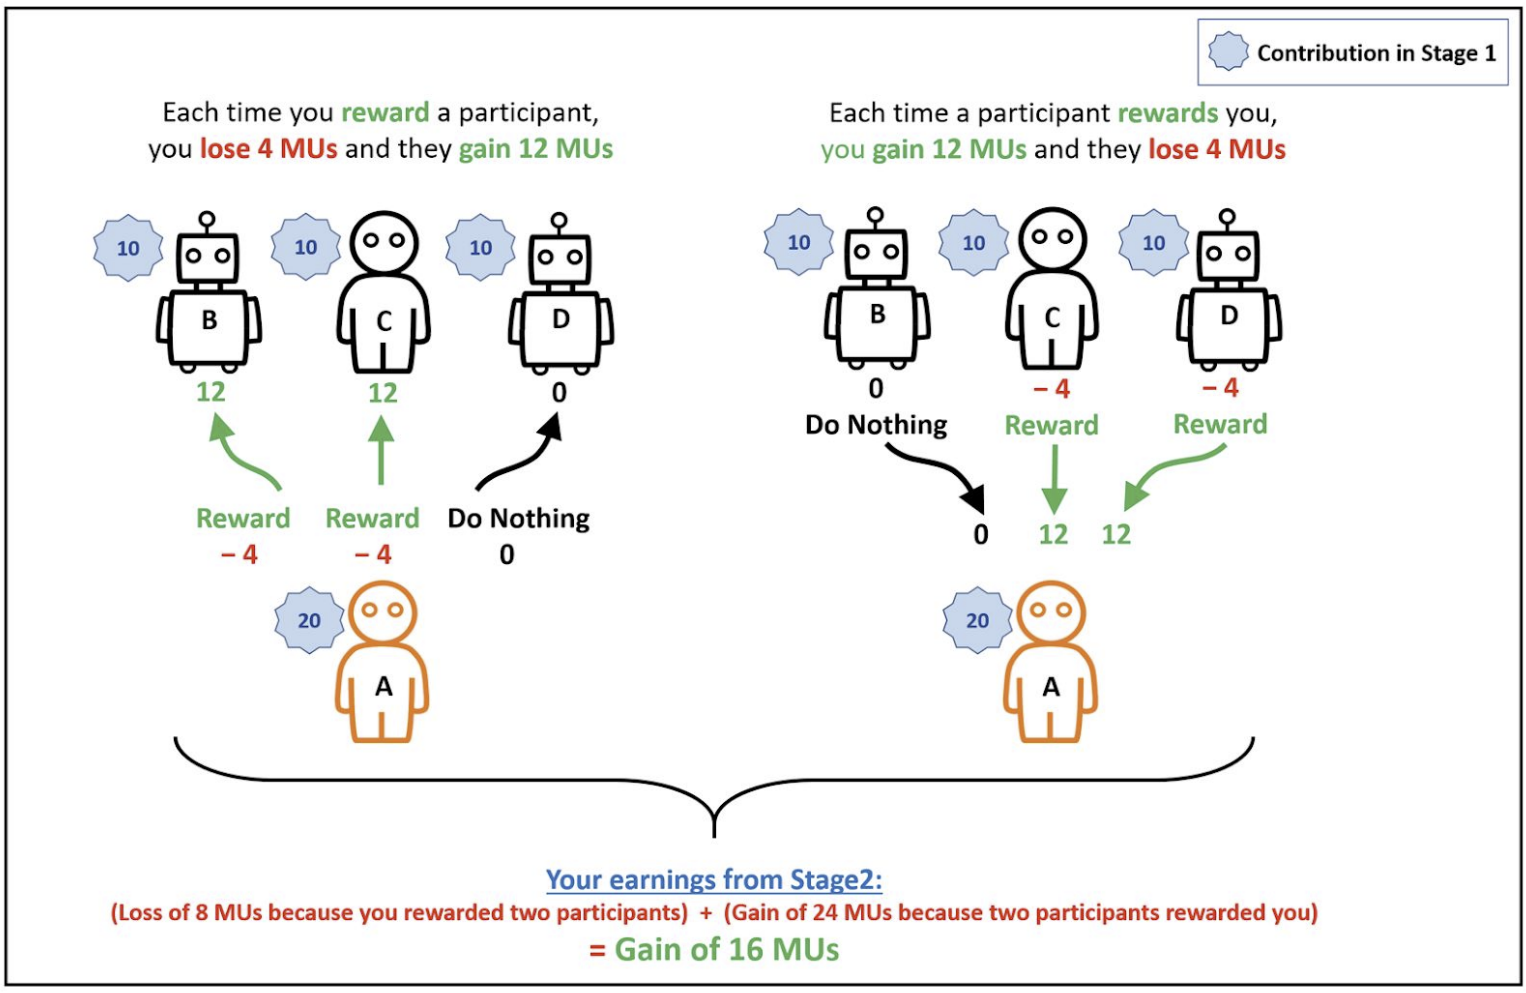 Contribution in Stage 1
Each time you reward a participant,
you lose 4 MUs and they gain 12 MUs
10 10 10
B C D
12 12 0
Reward Reward Do Nothing
– 4 – 4 0
20
A
Each time a participant rewards you,
you gain 12 MUs and they lose 4 MUs
10 10 10
B C D
0 – 4 – 4
Do Nothing Reward Reward
0 12 12
20
A
Your earnings from Stage2:
(Loss of 8 MUs because you rewarded two participants) + (Gain of 24 MUs because two participants rewarded you)
= Gain of 16 MUs